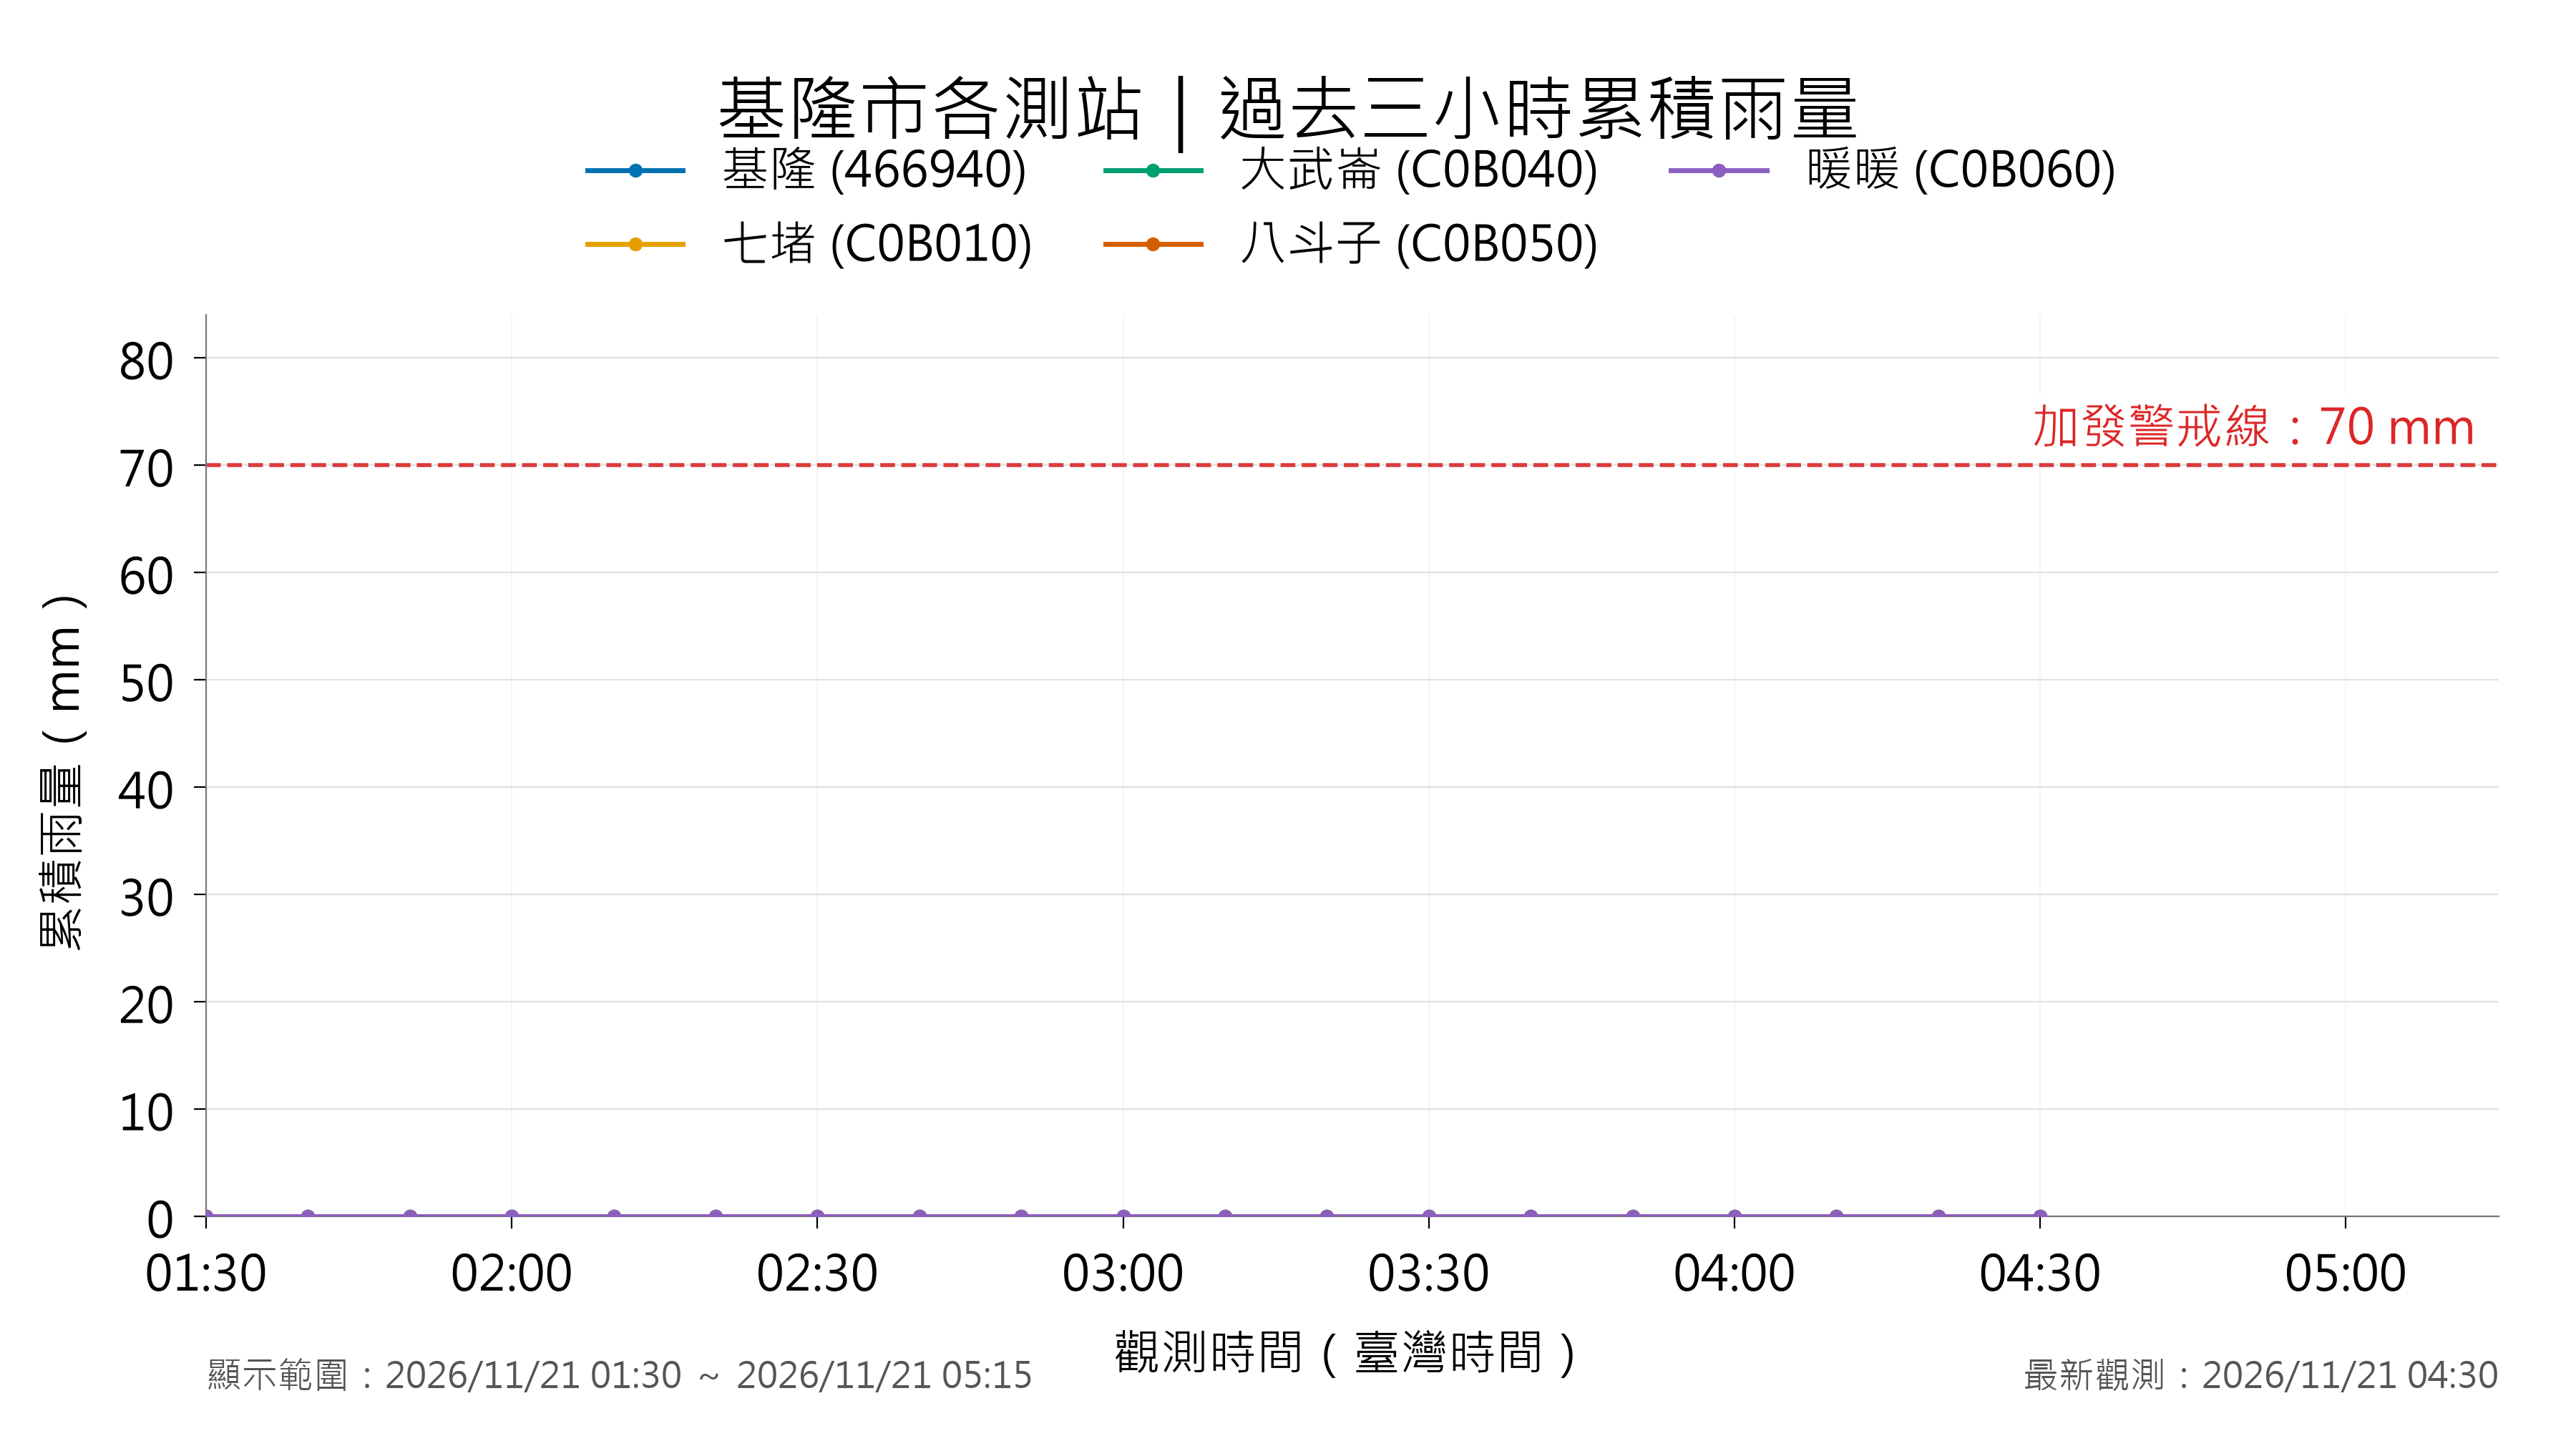 基隆市各測站｜過去三小時累積雨量
基隆 (466940)
七堵 (C0B010)
大武崙 (C0B040)
八斗子 (C0B050)
暖暖 (C0B060)
累積雨量（mm）
80
70
60
50
40
30
20
10
0
加發警戒線：70 mm
01:30 02:00 02:30 03:00 03:30 04:00 04:30 05:00
觀測時間（臺灣時間）
顯示範圍：2026/11/21 01:30 ~ 2026/11/21 05:15
最新觀測：2026/11/21 04:30